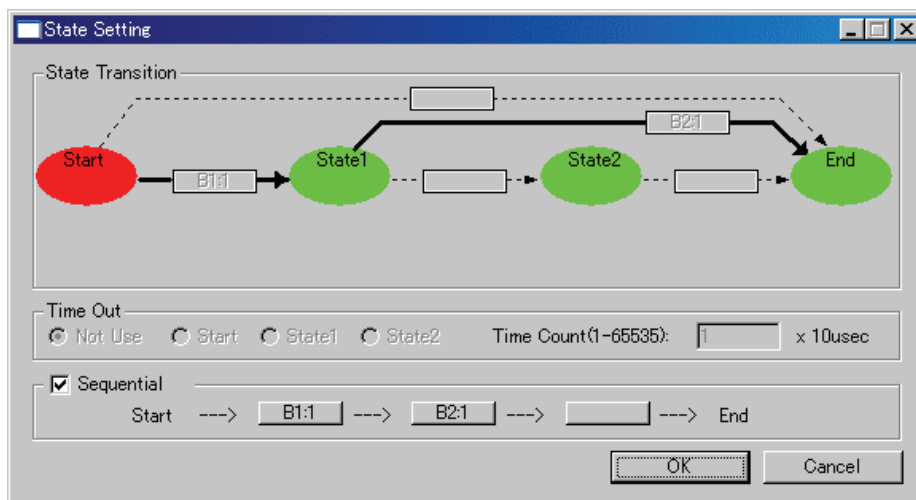 State Setting
State Transition
B2:1
Start State1 State2 End
B1:1
Time Out
Not Use Start State1 State2 Time Count(1-65535): 1 x 10usec
Sequential
Start ---> B1:1 ---> B2:1 ---> ---> End
OK Cancel